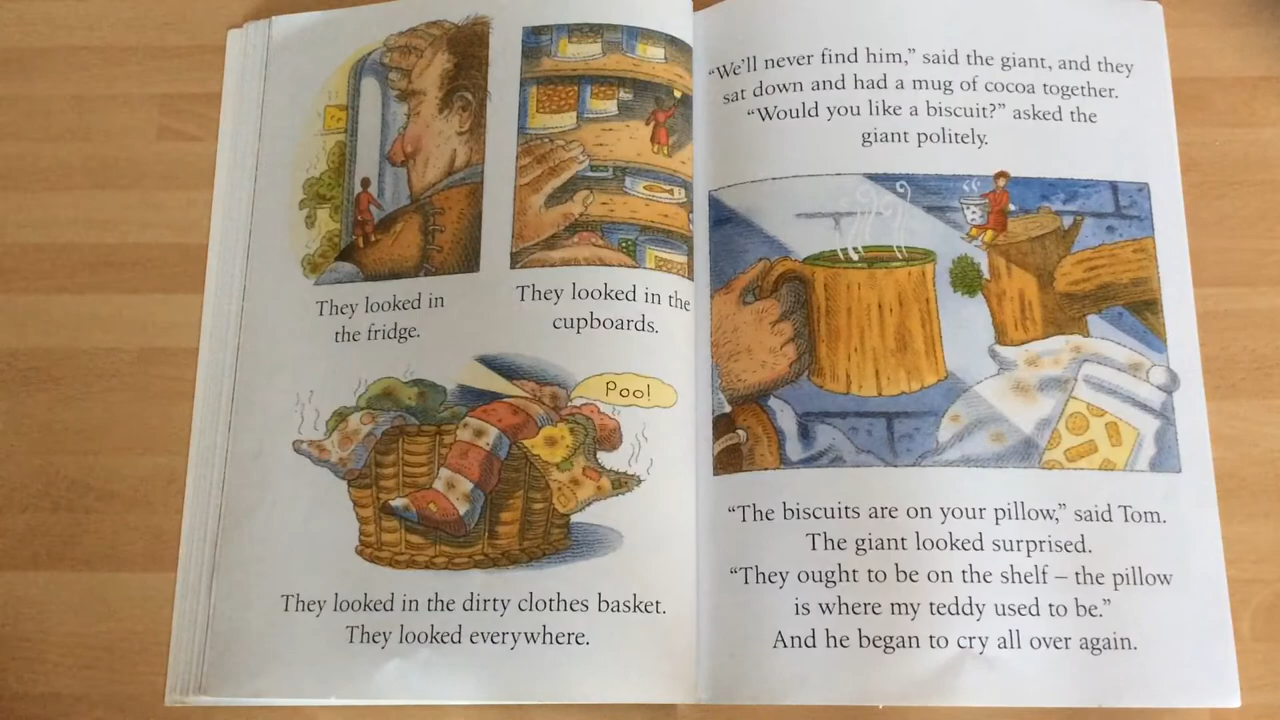 They looked in
the fridge.
They looked in the
cupboards.
Poo!
They looked in the dirty clothes basket.
They looked everywhere.
“We’ll never find him,” said the giant, and they
sat down and had a mug of cocoa together.
“Would you like a biscuit?” asked the
giant politely.
“The biscuits are on your pillow,” said Tom.
The giant looked surprised.
“They ought to be on the shelf – the pillow
is where my teddy used to be.”
And he began to cry all over again.